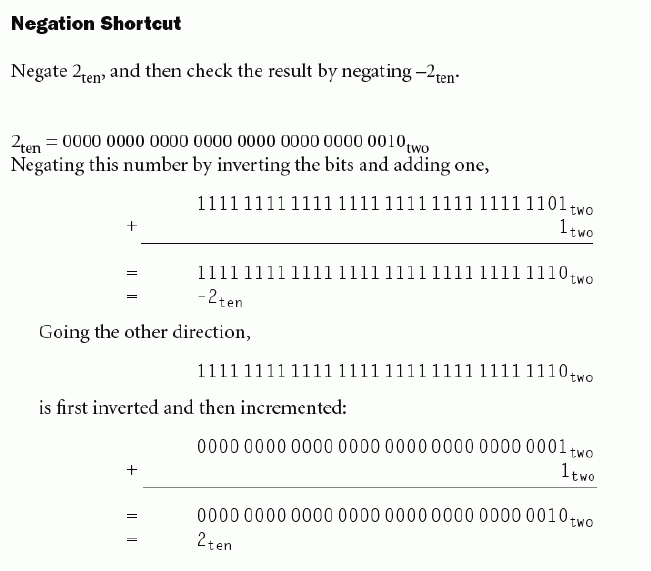 Negation Shortcut
Negate 2ten, and then check the result by negating –2ten.
2ten = 0000 0000 0000 0000 0000 0000 0000 0010two
Negating this number by inverting the bits and adding one,
1111 1111 1111 1111 1111 1111 1111 1101two
+ 1two
= 1111 1111 1111 1111 1111 1111 1111 1110two
= -2ten
Going the other direction,
1111 1111 1111 1111 1111 1111 1111 1110two
is first inverted and then incremented:
0000 0000 0000 0000 0000 0000 0000 0001two
+ 1two
= 0000 0000 0000 0000 0000 0000 0000 0010two
= 2ten